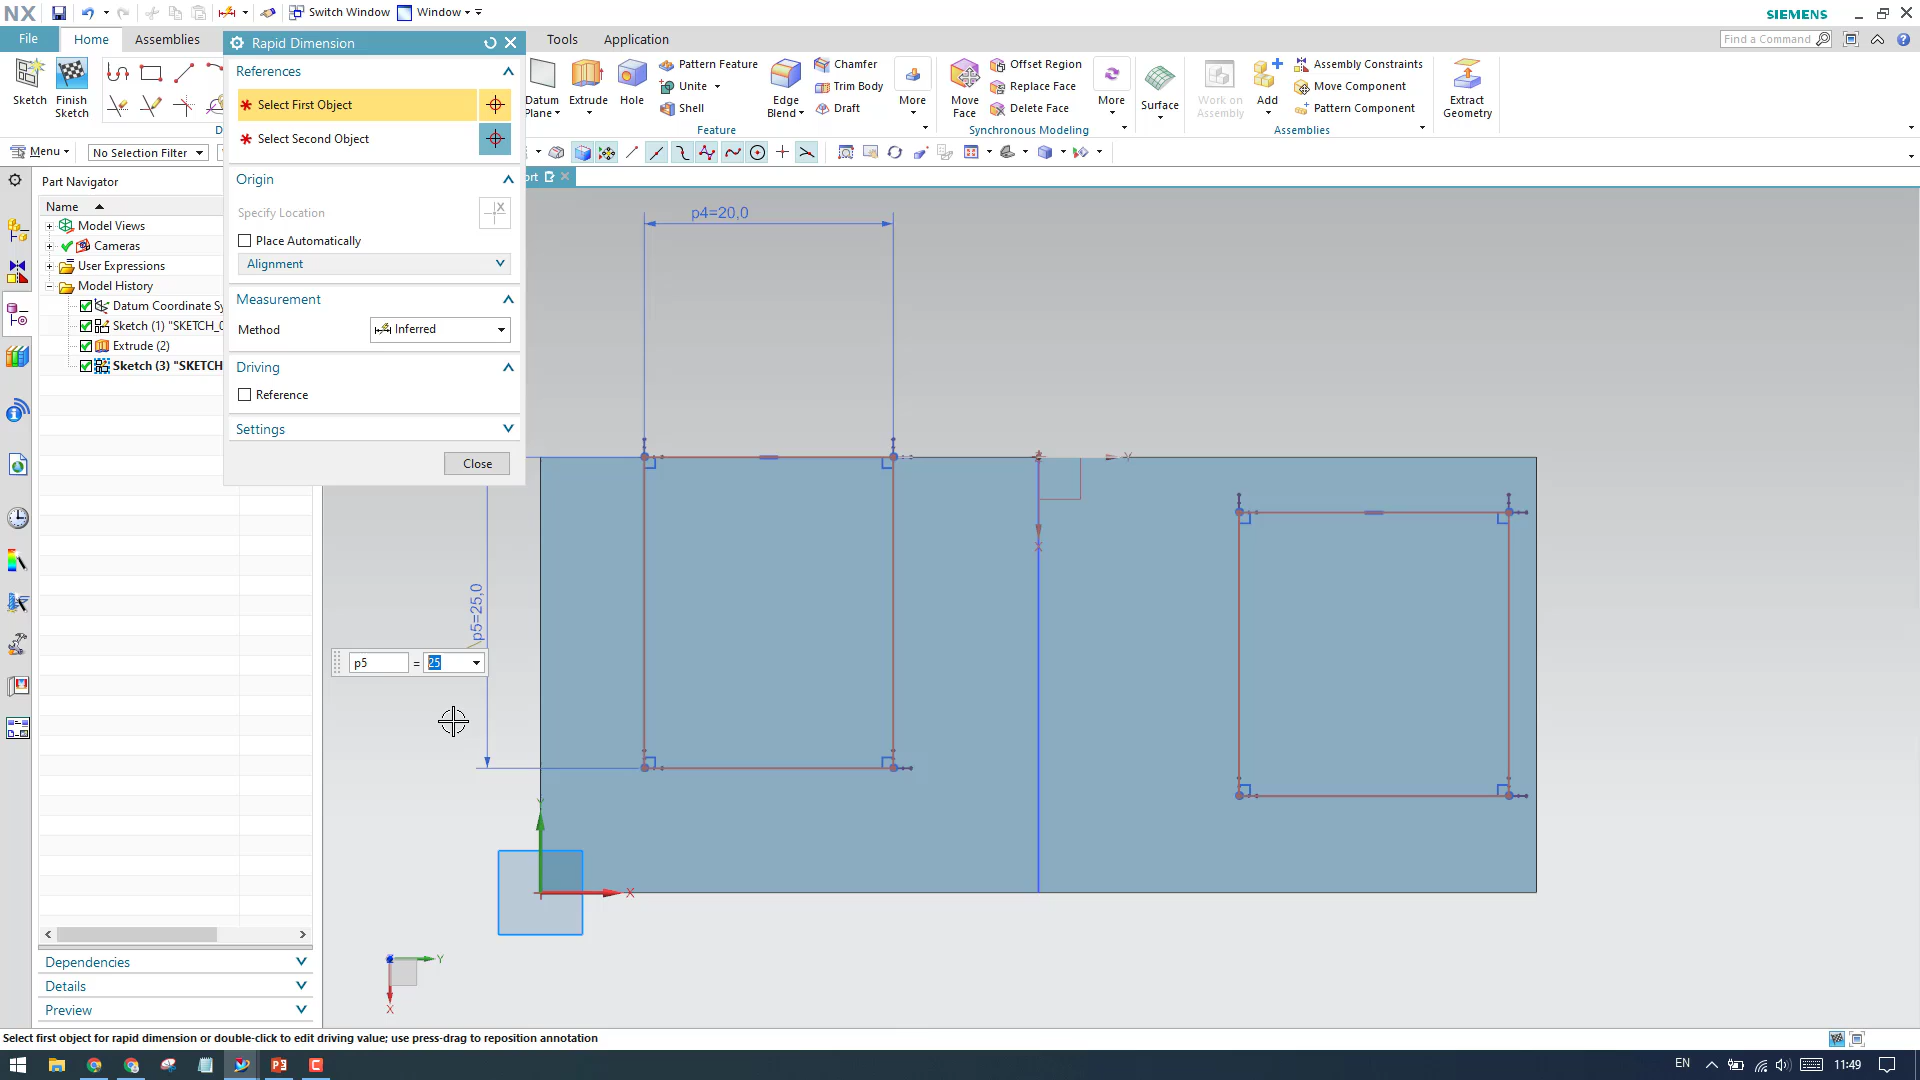 NX
Switch Window
Window
SIEMENS
File
Home
Assemblies
Tools
Application
Find a Command
Rapid Dimension
References
Select First Object
Select Second Object
Origin
Specify Location
Place Automatically
Alignment
Measurement
Method
Inferred
Driving
Reference
Settings
Close
Sketch
Finish Sketch
Datum Plane
Extrude
Hole
Pattern Feature
Unite
Shell
Edge Blend
Chamfer
Trim Body
Draft
More
Feature
Move Face
Offset Region
Replace Face
Delete Face
More
Synchronous Modeling
Surface
Work on Assembly
Add
Assembly Constraints
Move Component
Pattern Component
Assemblies
Extract Geometry
Menu
No Selection Filter
Part Navigator
Name
Model Views
Cameras
User Expressions
Model History
Datum Coordinate Sy
Sketch (1) "SKETCH_0
Extrude (2)
Sketch (3) "SKETCH
Dependencies
Details
Preview
p4=20,0
p5=25,0
p5 = 25
Y
X
Y
X
Y
X
Select first object for rapid dimension or double-click to edit driving value; use press-drag to reposition annotation
EN
11:49